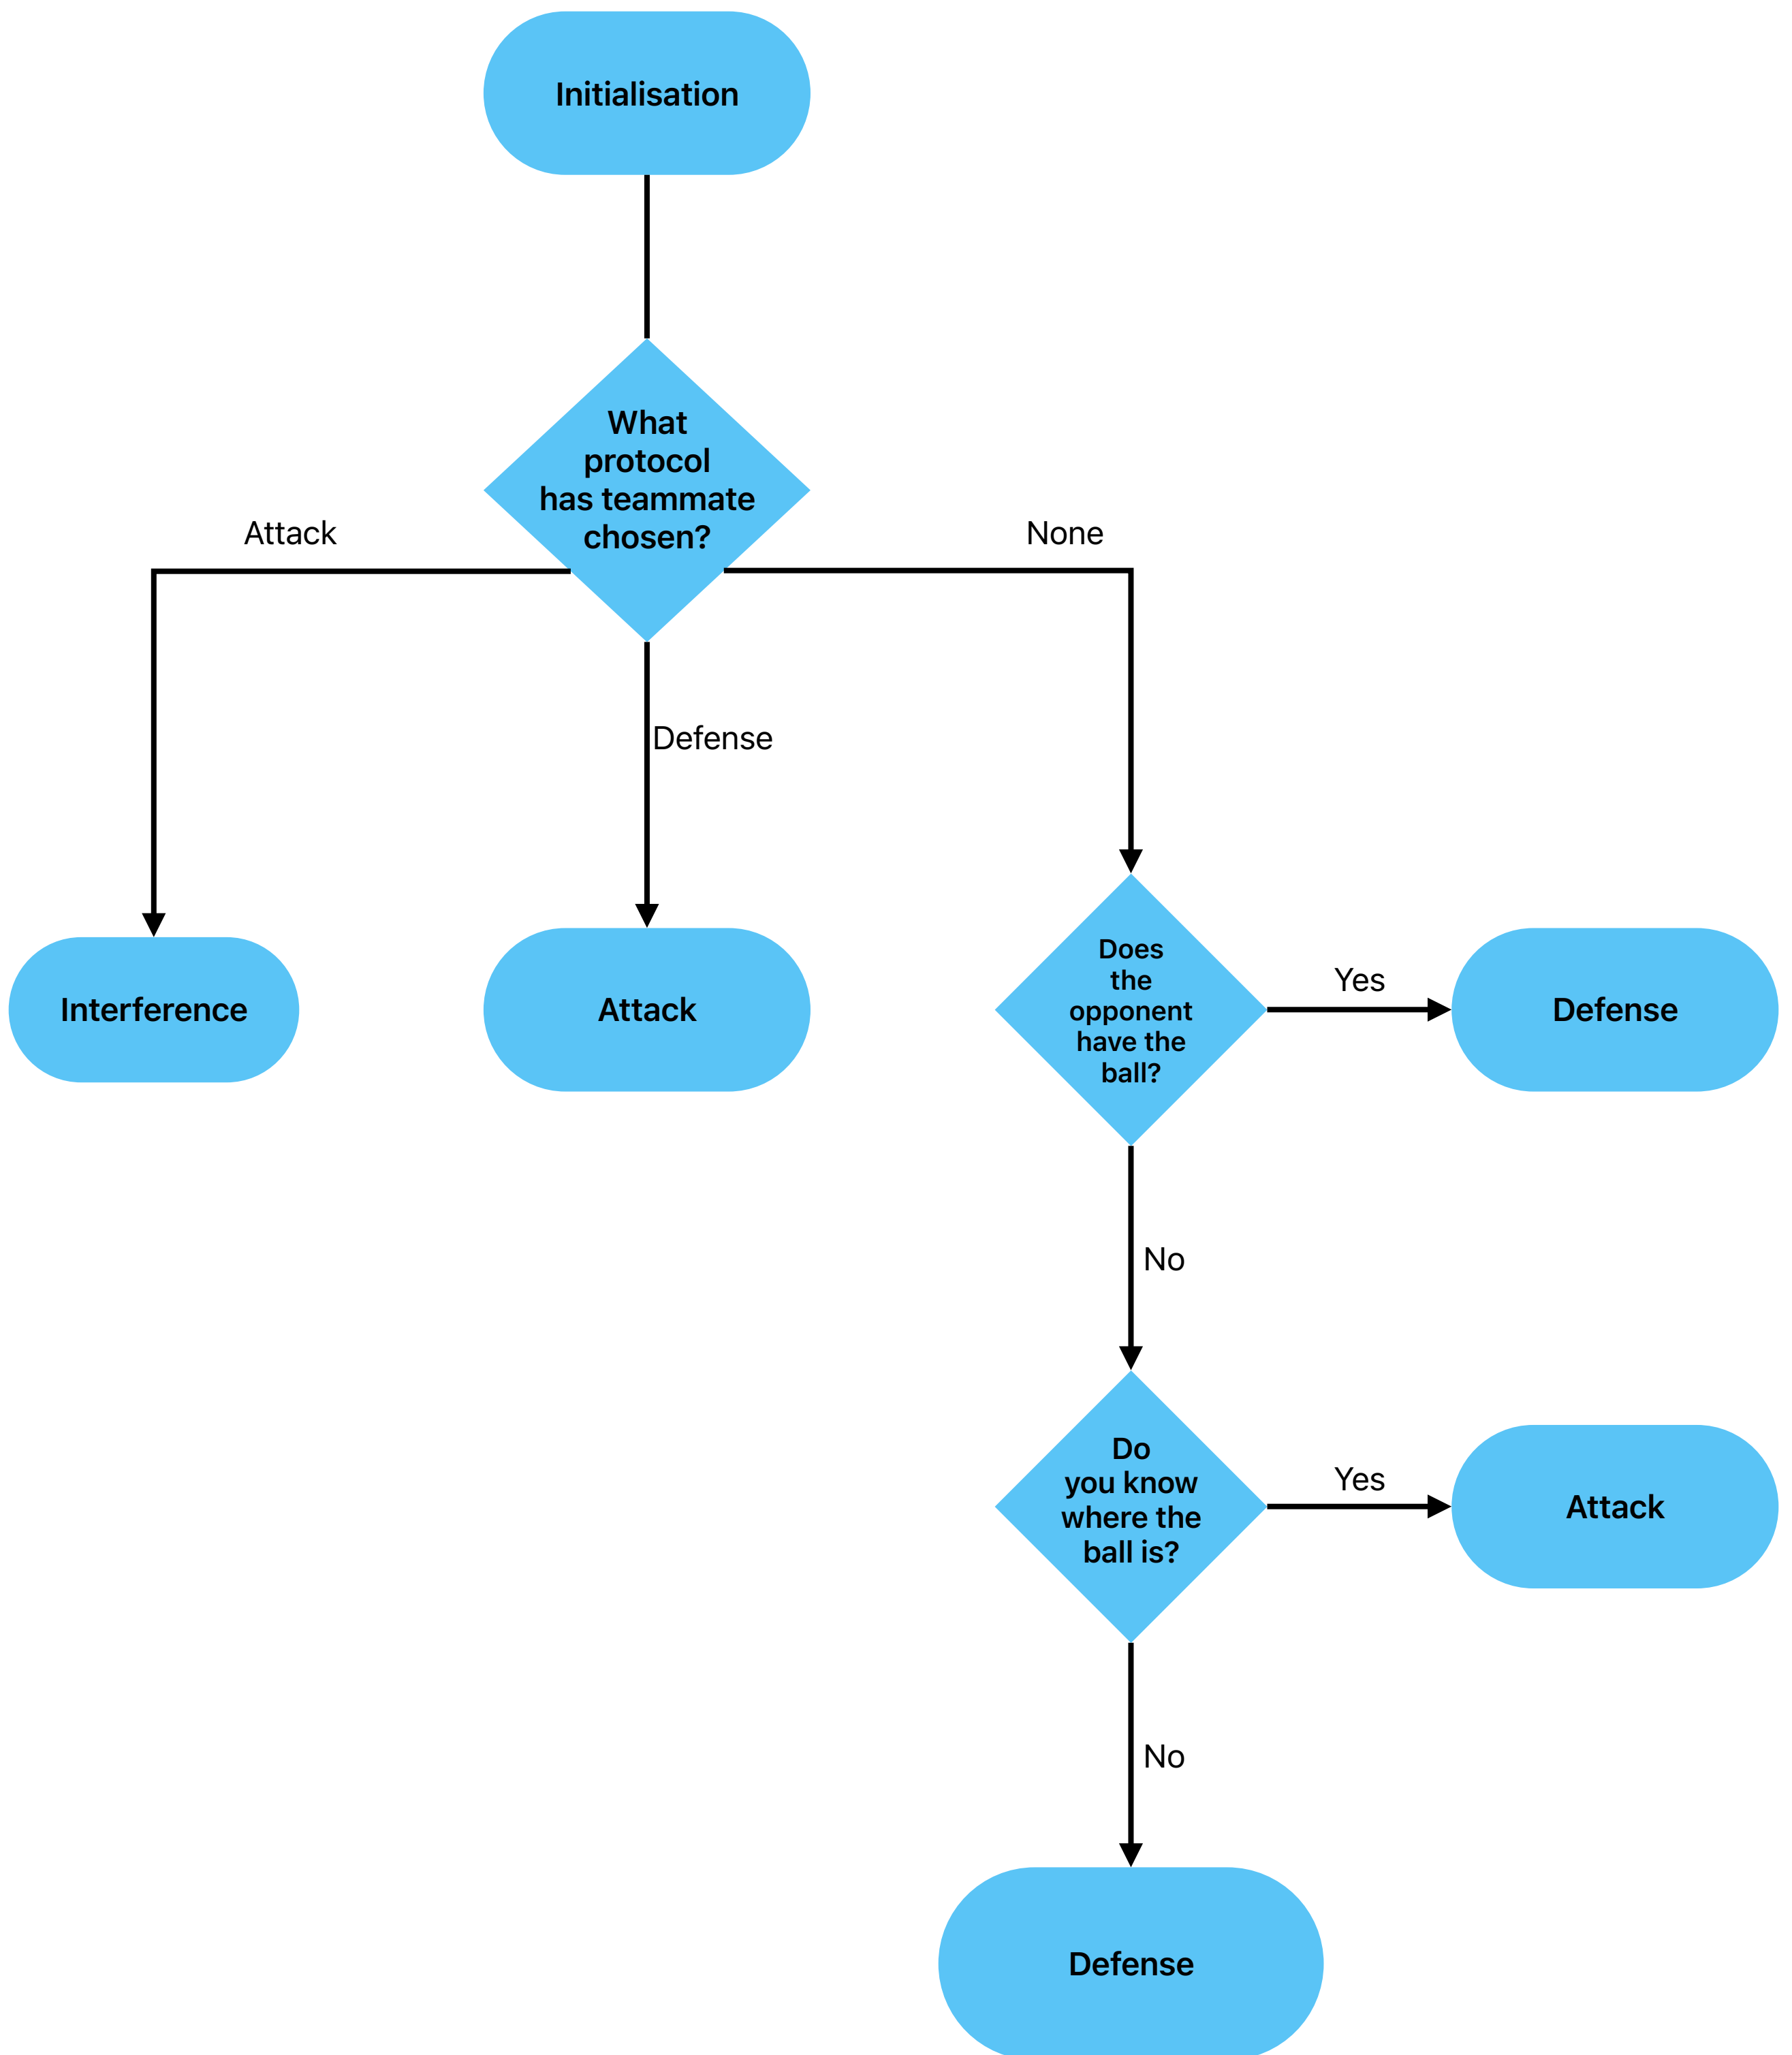 Initialisation
What
protocol
has teammate
chosen?
Attack
None
Defense
Interference
Attack
Does
the
opponent
have the
ball?
Yes
Defense
No
Do
you know
where the
ball is?
Yes
Attack
No
Defense